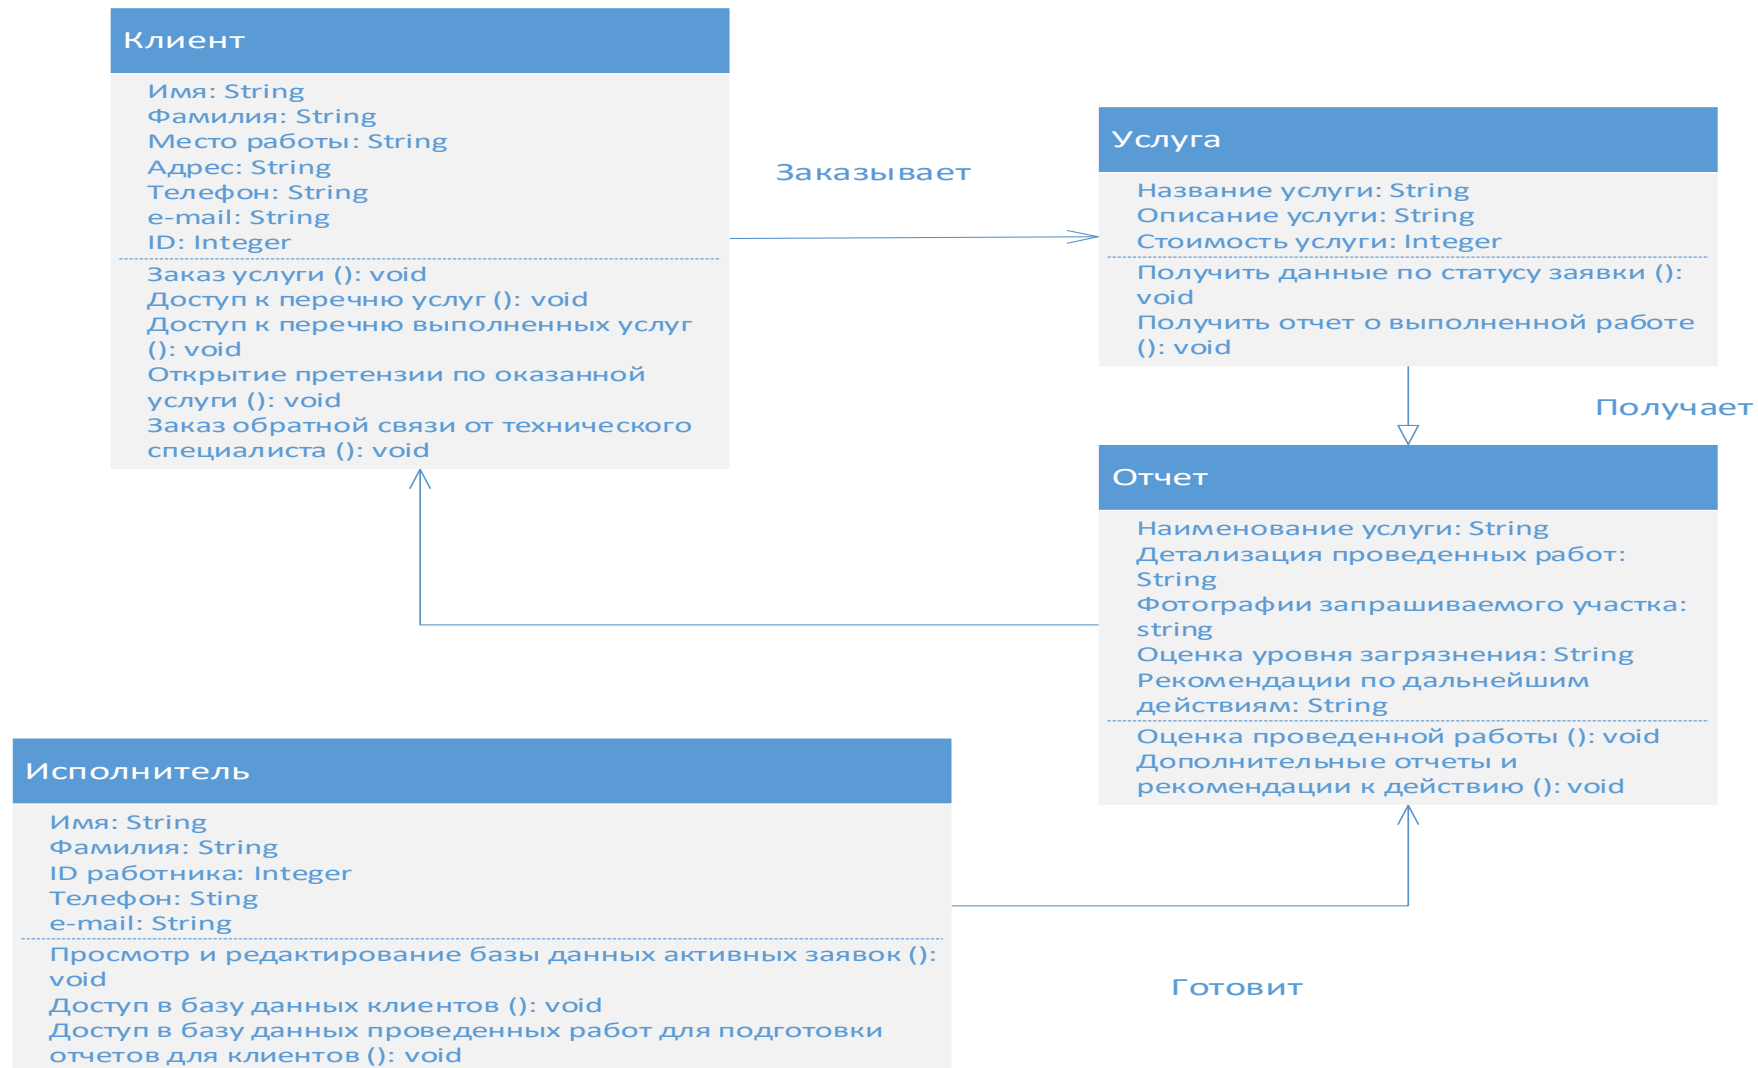 Клиент
Имя: String
Фамилия: String
Место работы: String
Адрес: String
Телефон: String
e-mail: String
ID: Integer
Заказ услуги (): void
Доступ к перечню услуг (): void
Доступ к перечню выполненных услуг
(): void
Открытие претензии по оказанной
услуги (): void
Заказ обратной связи от технического
специалиста (): void
Заказывает
Услуга
Название услуги: String
Описание услуги: String
Стоимость услуги: Integer
Получить данные по статусу заявки ():
void
Получить отчет о выполненной работе
(): void
Получает
Отчет
Наименование услуги: String
Детализация проведенных работ:
String
Фотографии запрашиваемого участка:
string
Оценка уровня загрязнения: String
Рекомендации по дальнейшим
действиям: String
Оценка проведенной работы (): void
Дополнительные отчеты и
рекомендации к действию (): void
Исполнитель
Имя: String
Фамилия: String
ID работника: Integer
Телефон: Sting
e-mail: String
Просмотр и редактирование базы данных активных заявок ():
void
Доступ в базу данных клиентов (): void
Доступ в базу данных проведенных работ для подготовки
отчетов для клиентов (): void
Готовит